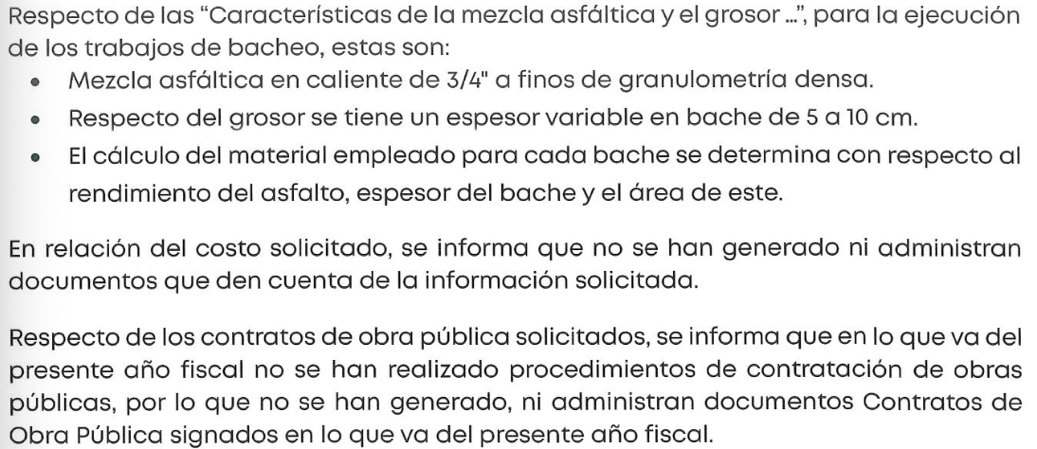 Respecto de las “Características de la mezcla asfáltica y el grosor ...”, para la ejecución
de los trabajos de bacheo, estas son:
• Mezcla asfáltica en caliente de 3/4" a finos de granulometría densa.
• Respecto del grosor se tiene un espesor variable en bache de 5 a 10 cm.
• El cálculo del material empleado para cada bache se determina con respecto al
rendimiento del asfalto, espesor del bache y el área de este.
En relación del costo solicitado, se informa que no se han generado ni administran
documentos que den cuenta de la información solicitada.
Respecto de los contratos de obra pública solicitados, se informa que en lo que va del
presente año fiscal no se han realizado procedimientos de contratación de obras
públicas, por lo que no se han generado, ni administran documentos Contratos de
Obra Pública signados en lo que va del presente año fiscal.